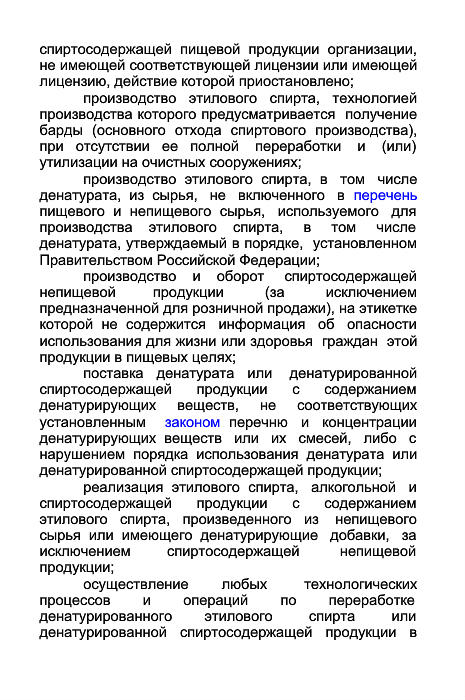 спиртосодержащей пищевой продукции организации,
не имеющей соответствующей лицензии или имеющей
лицензию, действие которой приостановлено;
производство этилового спирта, технологией
производства которого предусматривается получение
барды (основного отхода спиртового производства),
при отсутствии ее полной переработки и (или)
утилизации на очистных сооружениях;
производство этилового спирта, в том числе
денатурата, из сырья, не включенного в перечень
пищевого и непищевого сырья, используемого для
производства этилового спирта, в том числе
денатурата, утверждаемый в порядке, установленном
Правительством Российской Федерации;
производство и оборот спиртосодержащей
непищевой продукции (за исключением
предназначенной для розничной продажи), на этикетке
которой не содержится информация об опасности
использования для жизни или здоровья граждан этой
продукции в пищевых целях;
поставка денатурата или денатурированной
спиртосодержащей продукции с содержанием
денатурирующих веществ, не соответствующих
установленным законом перечню и концентрации
денатурирующих веществ или их смесей, либо с
нарушением порядка использования денатурата или
денатурированной спиртосодержащей продукции;
реализация этилового спирта, алкогольной и
спиртосодержащей продукции с содержанием
этилового спирта, произведенного из непищевого
сырья или имеющего денатурирующие добавки, за
исключением спиртосодержащей непищевой
продукции;
осуществление любых технологических
процессов и операций по переработке
денатурированного этилового спирта или
денатурированной спиртосодержащей продукции в